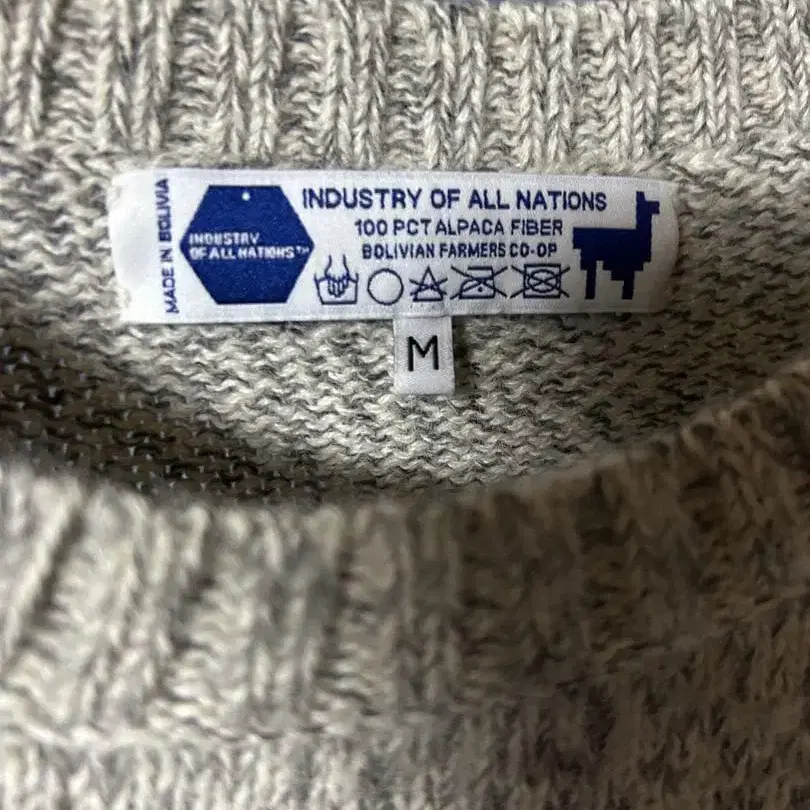 MADE IN BOLIVIA
INDUSTRY
OF ALL NATIONS™
INDUSTRY OF ALL NATIONS
100 PCT ALPACA FIBER
BOLIVIAN FARMERS CO-OP
M